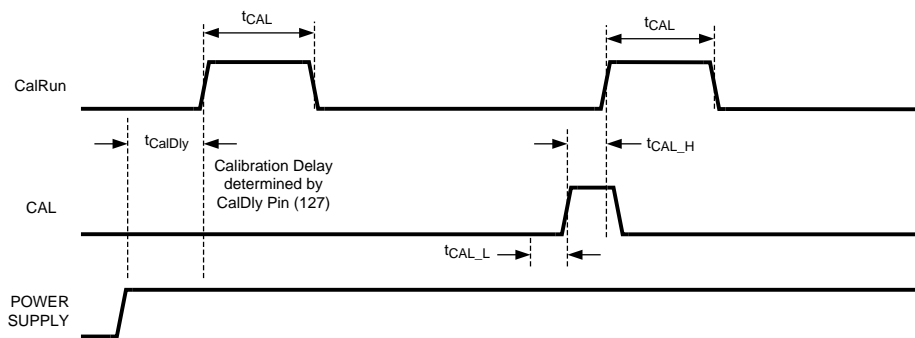 tCAL
tCAL
CalRun
tCalDly
tCAL_H
Calibration Delay
determined by
CalDly Pin (127)
CAL
tCAL_L
POWER
SUPPLY